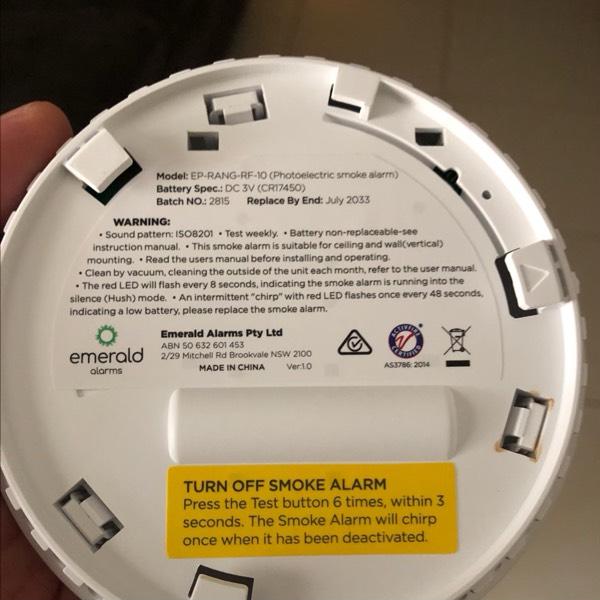 Model: EP-RANG-RF-10 (Photoelectric smoke alarm)
Battery Spec.: DC 3V (CR17450)
Batch NO.: 2815 Replace By End: July 2033
WARNING:
• Sound pattern: ISO8201 • Test weekly. • Battery non-replaceable-see
instruction manual. • This smoke alarm is suitable for ceiling and wall(vertical)
mounting. • Read the users manual before installing and operating.
• Clean by vacuum, cleaning the outside of the unit each month, refer to the user manual.
• The red LED will flash every 8 seconds, indicating the smoke alarm is running into the
silence (Hush) mode. • An intermittent "chirp" with red LED flashes once every 48 seconds,
indicating a low battery, please replace the smoke alarm.
emerald
alarms
Emerald Alarms Pty Ltd
ABN 50 632 601 453
2/29 Mitchell Rd Brookvale NSW 2100
MADE IN CHINA Ver:1.0
ACTIVFIRE
CERTIFIED
AS3786: 2014
TURN OFF SMOKE ALARM
Press the Test button 6 times, within 3
seconds. The Smoke Alarm will chirp
once when it has been deactivated.